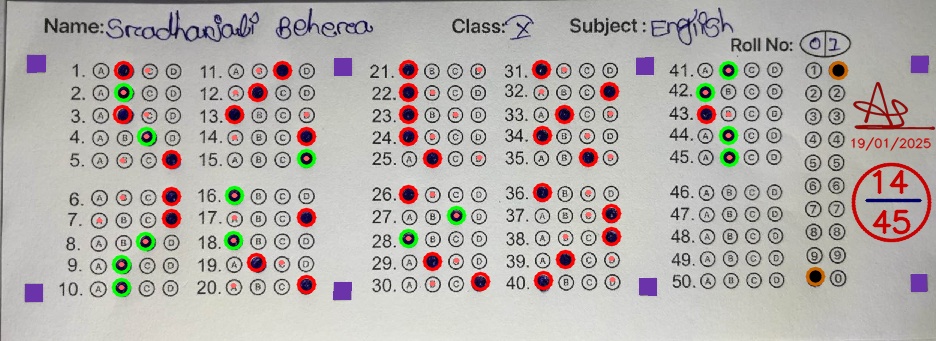 Name: Sradhanjali Beherea Class: X Subject: English
Roll No: 01
1. A C D 11. A B D 21. B C D 31. B C D 41. A C D 1
2. A C D 12. A C D 22. B C D 32. A B C 42. B C D 2 2
3. A C D 13. B C D 23. B C D 33. A C D 43. B C D 3 3
4. A B D 14. A B C 24. B C D 34. B C D 44. A C D 4 4
5. A B C 15. A B C 25. A C D 35. A B D 45. A C D 5 5
6. A B C 16. B C D 26. B C D 36. B C D 46. A B C D 6 6
7. A B C 17. A B C 27. A B D 37. A B C 47. A B C D 7 7
8. A B D 18. B C D 28. B C D 38. A B C 48. A B C D 8 8
9. A C D 19. A C D 29. A C D 39. A C D 49. A B C D 9 9
10. A C D 20. A B C 30. A B C 40. B C D 50. A B C D 0
19/01/2025
14
45